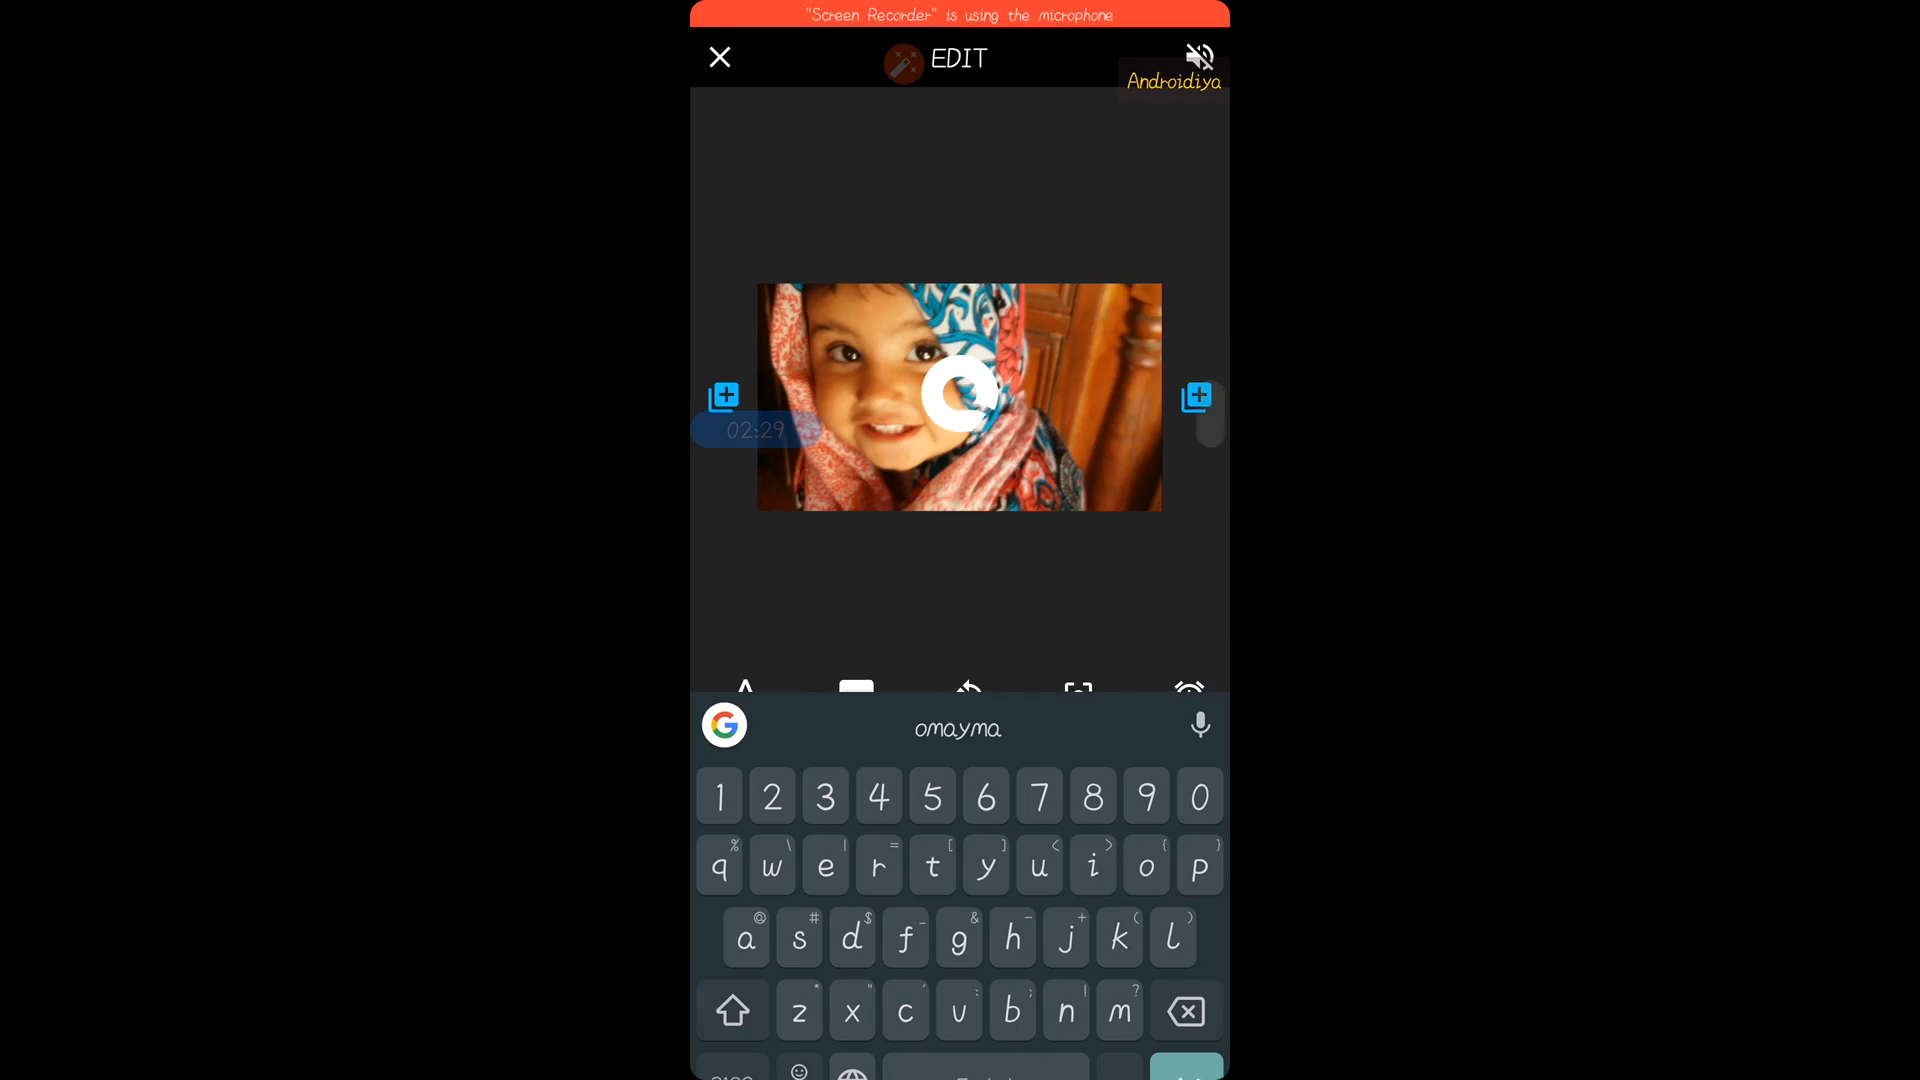 "Screen Recorder" is using the microphone
EDIT
Androidiya
02:29
omayma
1 2 3 4 5 6 7 8 9 0
% \ | = [ ] < > { }
q w e r t y u i o p
@ # $ _ & - + ( )
a s d f g h j k l
* " ' : ; ! ?
z x c v b n m